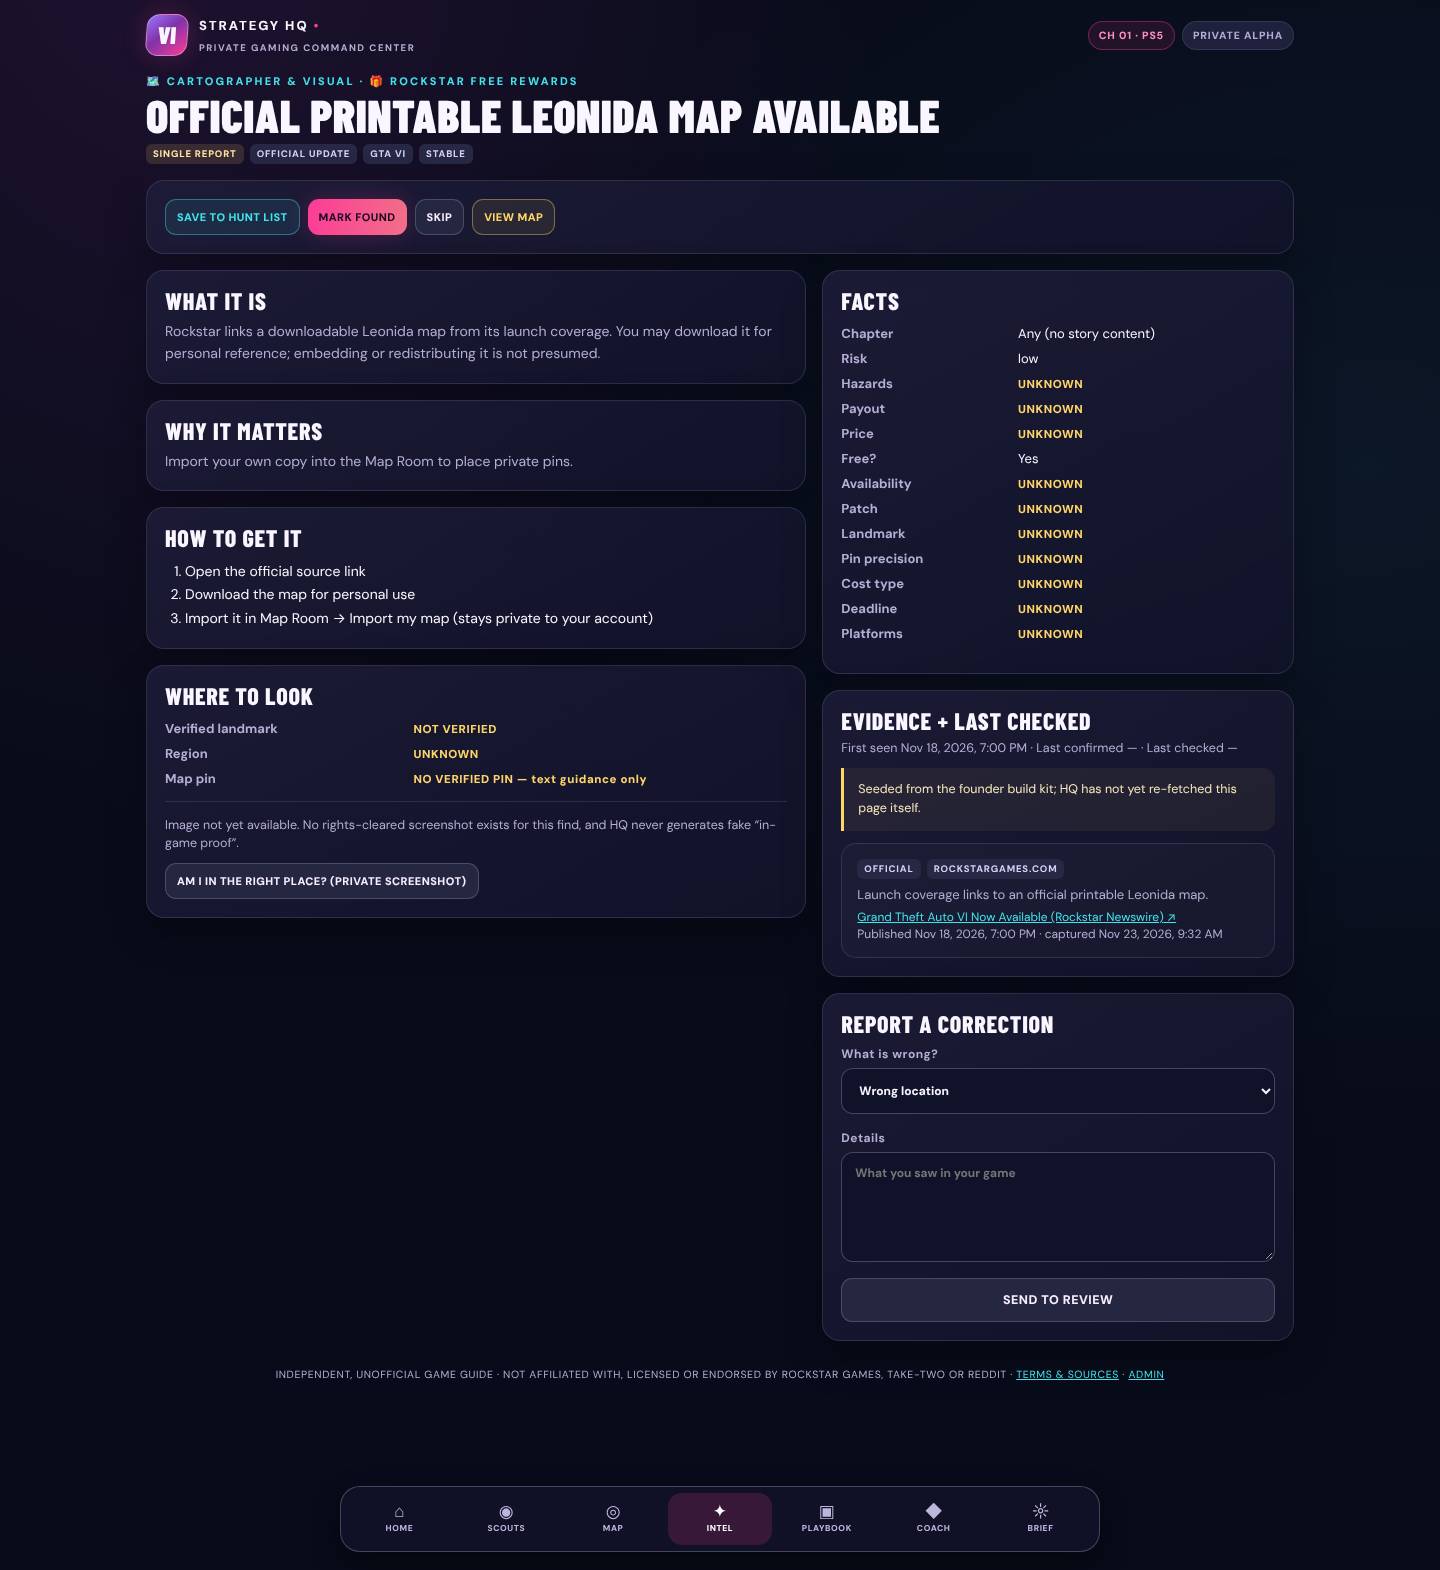 VI
STRATEGY HQ •
PRIVATE GAMING COMMAND CENTER
CH 01 · PS5
PRIVATE ALPHA
🗺️ CARTOGRAPHER & VISUAL · 🎁 ROCKSTAR FREE REWARDS
OFFICIAL PRINTABLE LEONIDA MAP AVAILABLE
SINGLE REPORT
OFFICIAL UPDATE
GTA VI
STABLE
SAVE TO HUNT LIST
MARK FOUND
SKIP
VIEW MAP
WHAT IT IS
Rockstar links a downloadable Leonida map from its launch coverage. You may download it for
personal reference; embedding or redistributing it is not presumed.
WHY IT MATTERS
Import your own copy into the Map Room to place private pins.
HOW TO GET IT
1. Open the official source link
2. Download the map for personal use
3. Import it in Map Room → Import my map (stays private to your account)
WHERE TO LOOK
Verified landmark NOT VERIFIED
Region UNKNOWN
Map pin NO VERIFIED PIN — text guidance only
Image not yet available. No rights-cleared screenshot exists for this find, and HQ never generates fake “in-
game proof”.
AM I IN THE RIGHT PLACE? (PRIVATE SCREENSHOT)
FACTS
Chapter Any (no story content)
Risk low
Hazards UNKNOWN
Payout UNKNOWN
Price UNKNOWN
Free? Yes
Availability UNKNOWN
Patch UNKNOWN
Landmark UNKNOWN
Pin precision UNKNOWN
Cost type UNKNOWN
Deadline UNKNOWN
Platforms UNKNOWN
EVIDENCE + LAST CHECKED
First seen Nov 18, 2026, 7:00 PM · Last confirmed — · Last checked —
Seeded from the founder build kit; HQ has not yet re-fetched this
page itself.
OFFICIAL
ROCKSTARGAMES.COM
Launch coverage links to an official printable Leonida map.
Grand Theft Auto VI Now Available (Rockstar Newswire) ↗
Published Nov 18, 2026, 7:00 PM · captured Nov 23, 2026, 9:32 AM
REPORT A CORRECTION
What is wrong?
Wrong location
Details
What you saw in your game
SEND TO REVIEW
INDEPENDENT, UNOFFICIAL GAME GUIDE · NOT AFFILIATED WITH, LICENSED OR ENDORSED BY ROCKSTAR GAMES, TAKE-TWO OR REDDIT · TERMS & SOURCES · ADMIN
HOME
SCOUTS
MAP
INTEL
PLAYBOOK
COACH
BRIEF